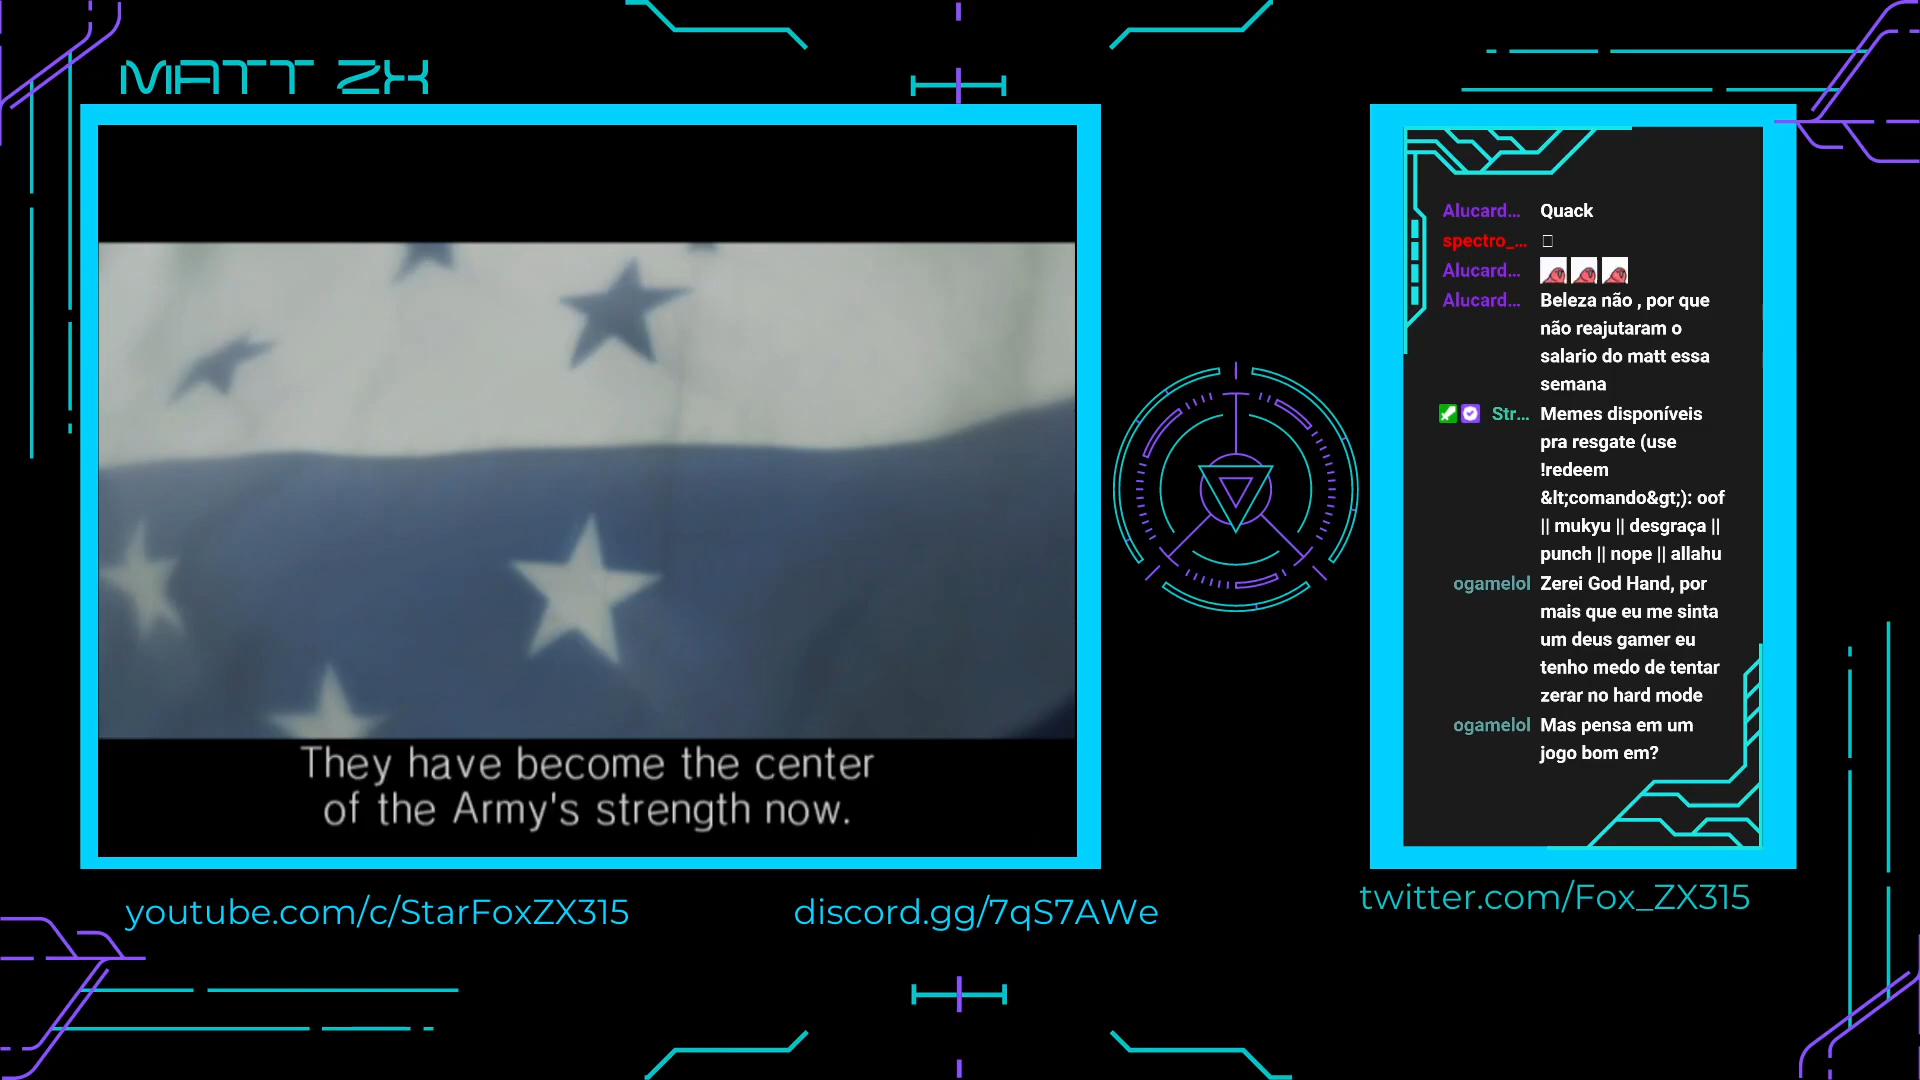 MATT ZX
They have become the center
of the Army's strength now.
Alucard... Quack
spectro_...
Alucard...
Alucard... Beleza não , por que
não reajutaram o
salario do matt essa
semana
Str... Memes disponíveis
pra resgate (use
!redeem
&lt;comando&gt;): oof
|| mukyu || desgraça ||
punch || nope || allahu
ogamelol Zerei God Hand, por
mais que eu me sinta
um deus gamer eu
tenho medo de tentar
zerar no hard mode
ogamelol Mas pensa em um
jogo bom em?
youtube.com/c/StarFoxZX315
discord.gg/7qS7AWe
twitter.com/Fox_ZX315